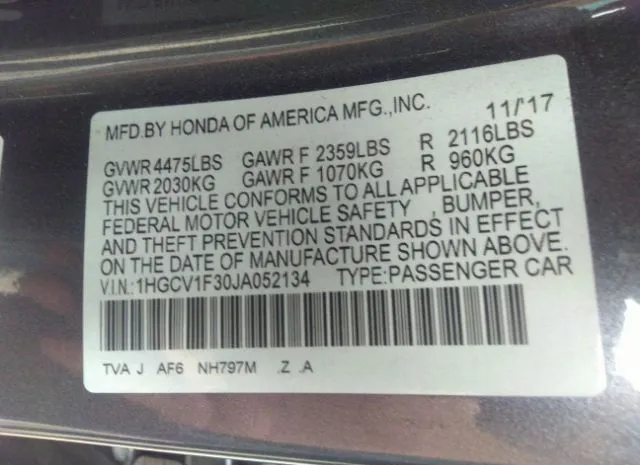 MFD.BY HONDA OF AMERICA MFG.,INC. 11/'17
GVWR 4475LBS GAWR F 2359LBS R 2116LBS
GVWR 2030KG GAWR F 1070KG R 960KG
THIS VEHICLE CONFORMS TO ALL APPLICABLE
FEDERAL MOTOR VEHICLE SAFETY , BUMPER,
AND THEFT PREVENTION STANDARDS IN EFFECT
ON THE DATE OF MANUFACTURE SHOWN ABOVE.
V.I.N.:1HGCV1F30JA052134 TYPE:PASSENGER CAR
TVA J AF6 NH797M .Z .A